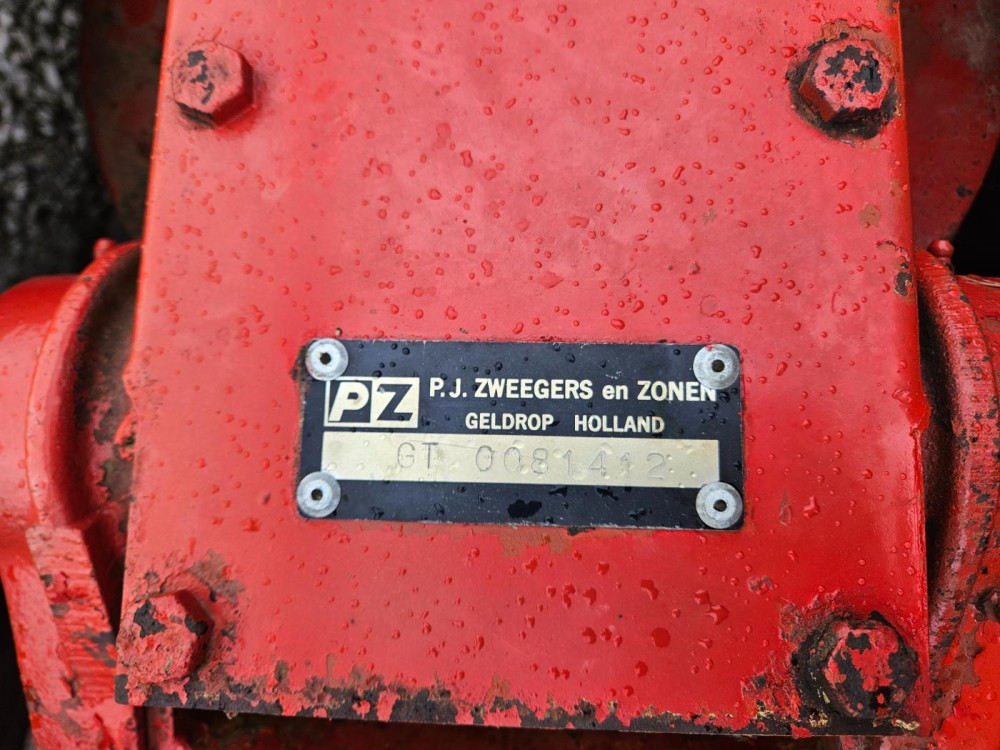 PZ P.J. ZWEEGERS en ZONEN
GELDROP HOLLAND
GT 0081412